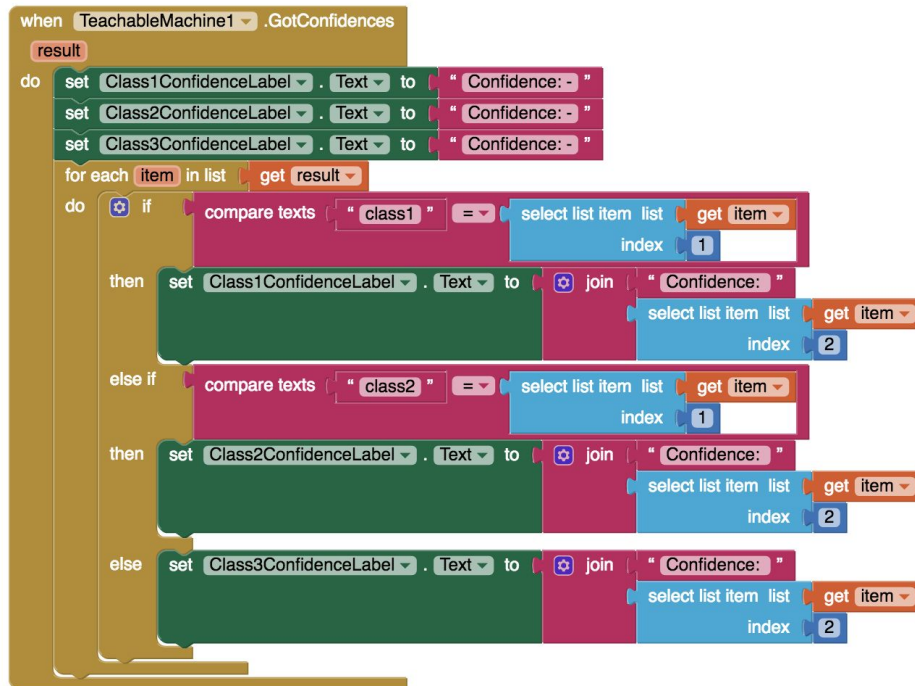 when TeachableMachine1 .GotConfidences
result
do set Class1ConfidenceLabel . Text to " Confidence: - "
set Class2ConfidenceLabel . Text to " Confidence: - "
set Class3ConfidenceLabel . Text to " Confidence: - "
for each item in list get result
do if compare texts " class1 " = select list item list get item
index 1
then set Class1ConfidenceLabel . Text to join " Confidence: "
select list item list get item
index 2
else if compare texts " class2 " = select list item list get item
index 1
then set Class2ConfidenceLabel . Text to join " Confidence: "
select list item list get item
index 2
else set Class3ConfidenceLabel . Text to join " Confidence: "
select list item list get item
index 2